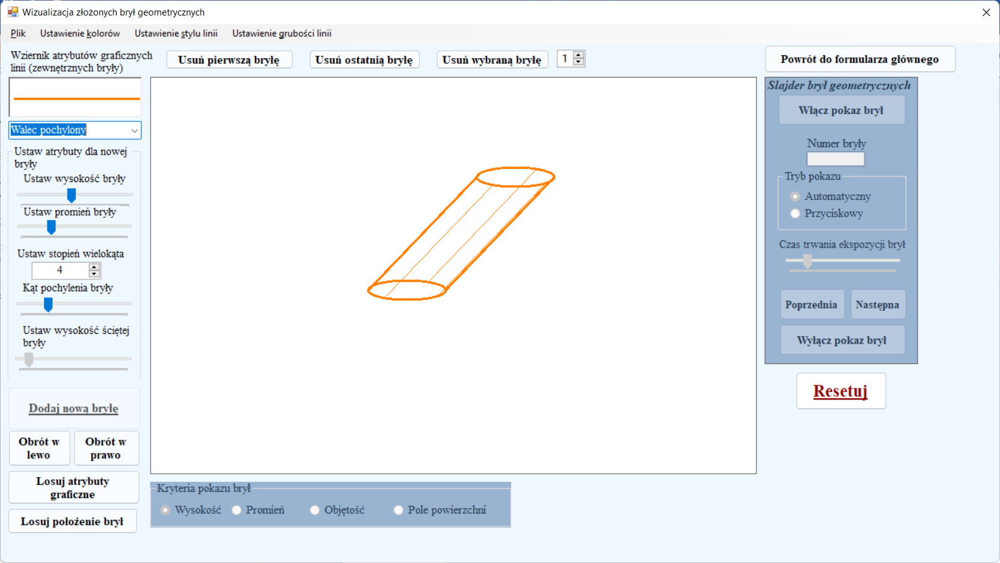 Wizualizacja złożonych brył geometrycznych
Plik Ustawienie kolorów Ustawienie stylu linii Ustawienie grubości linii
Wziernik atrybutów graficznych
linii (zewnętrznych bryły)
Usuń pierwszą bryłę
Usuń ostatnią bryłę
Usuń wybraną bryłę
1
Powrót do formularza głównego
Walec pochylony
Ustaw atrybuty dla nowej
bryły
Ustaw wysokość bryły
Ustaw promień bryły
Ustaw stopień wielokąta
4
Kąt pochylenia bryły
Ustaw wysokość ściętej
bryły
Dodaj nową bryłę
Obrót w
lewo
Obrót w
prawo
Losuj atrybuty
graficzne
Losuj położenie brył
Kryteria pokazu brył
Wysokość Promień Objętość Pole powierzchni
Slajder brył geometrycznych
Włącz pokaz brył
Numer bryły
Tryb pokazu
Automatyczny
Przyciskowy
Czas trwania ekspozycji brył
Poprzednia
Następna
Wyłącz pokaz brył
Resetuj